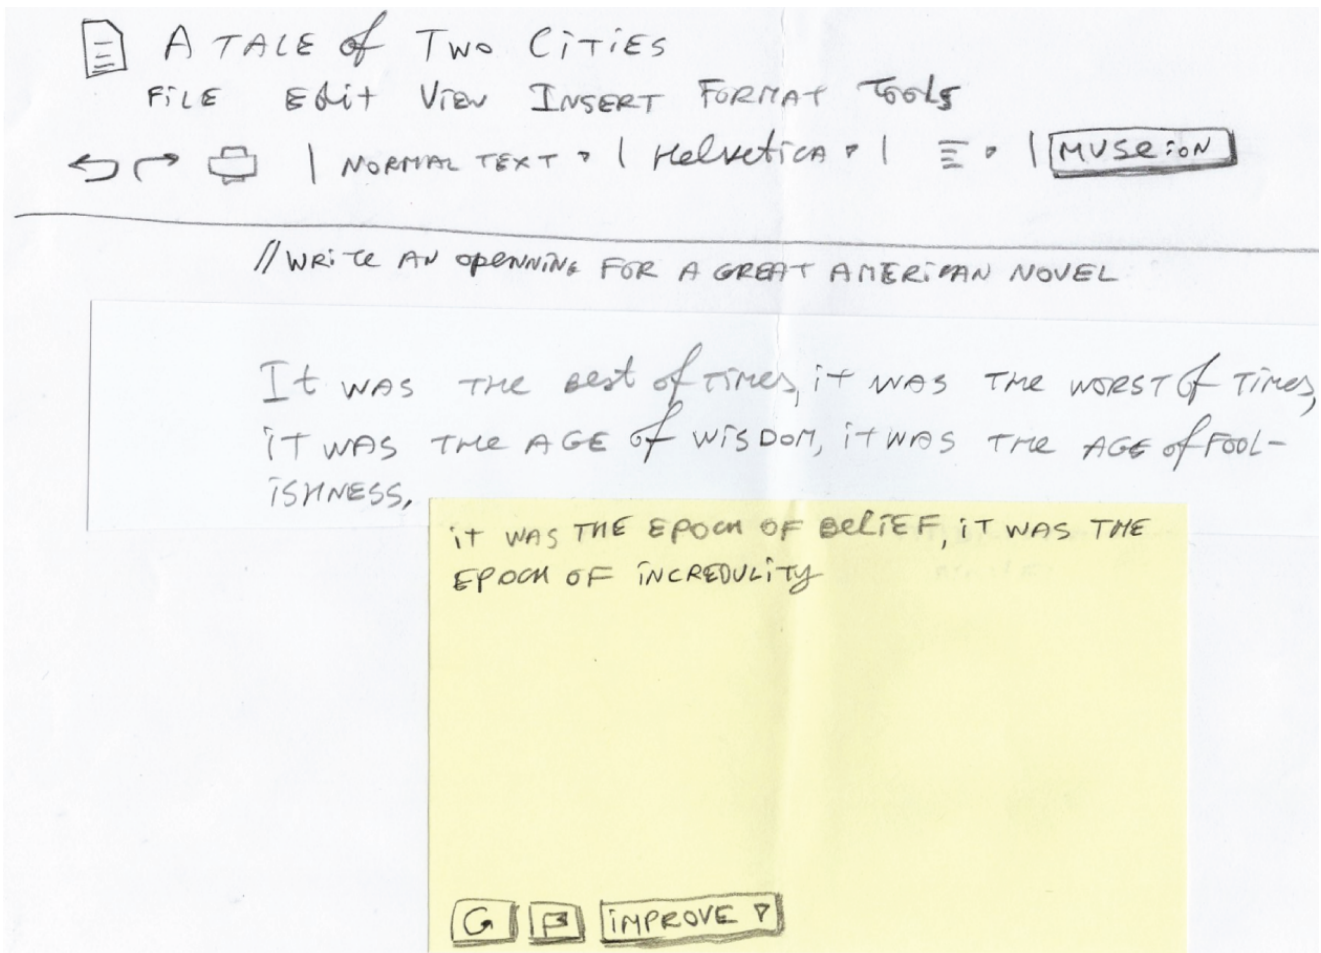 A TALE of Two CiTiES
FiLE Edit View INSERT FORMAT Tools
NORMAL TEXT Helvetica MUSEiON
//WRiTE AN OPENNiNG FOR A GREAT AMERiCAN NOVEL
It WAS THE Best of TiMES, it WAS THE WORST of TiMES,
iT WAS THE AGE of WiSDOM, iT WAS THE AGE of FOOL-
iSHNESS,
iT WAS THE EPOCH OF BELiEF, iT WAS THE
EPOCH OF iNCREDULiTY
G iMPROVE